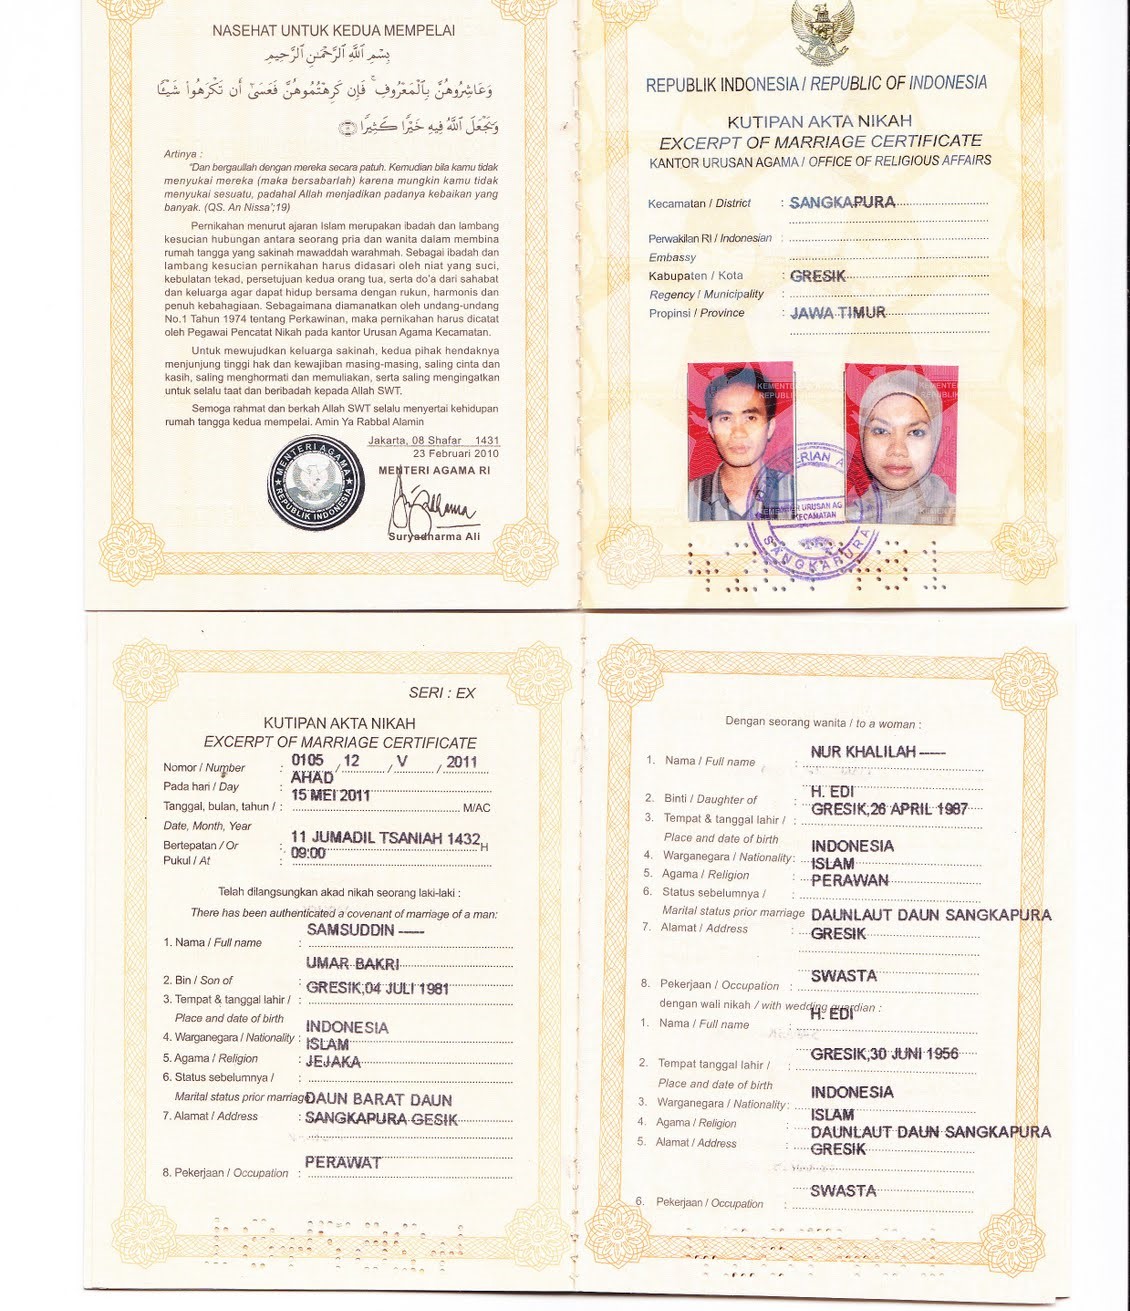 NASEHAT UNTUK KEDUA MEMPELAI
بِسْمِ اللَّهِ الرَّحْمَٰنِ الرَّحِيمِ
وَعَاشِرُوهُنَّ بِالْمَعْرُوفِ ۚ فَإِن كَرِهْتُمُوهُنَّ فَعَسَىٰ أَن تَكْرَهُوا شَيْئًا
وَيَجْعَلَ اللَّهُ فِيهِ خَيْرًا كَثِيرًا
Artinya :
"Dan bergaullah dengan mereka secara patuh. Kemudian bila kamu tidak
menyukai mereka (maka bersabarlah) karena mungkin kamu tidak
menyukai sesuatu, padahal Allah menjadikan padanya kebaikan yang
banyak. (QS. An Nissa';19)
Pernikahan menurut ajaran Islam merupakan ibadah dan lambang
kesucian hubungan antara seorang pria dan wanita dalam membina
rumah tangga yang sakinah mawaddah warahmah. Sebagai ibadah dan
lambang kesucian pernikahan harus didasari oleh niat yang suci,
kebulatan tekad, persetujuan kedua orang tua, serta do'a dari sahabat
dan keluarga agar dapat hidup bersama dengan rukun, harmonis dan
penuh kebahagiaan. Sebagaimana diamanatkan oleh undang-undang
No.1 Tahun 1974 tentang Perkawinan, maka pernikahan harus dicatat
oleh Pegawai Pencatat Nikah pada kantor Urusan Agama Kecamatan.
Untuk mewujudkan keluarga sakinah, kedua pihak hendaknya
menjunjung tinggi hak dan kewajiban masing-masing, saling cinta dan
kasih, saling menghormati dan memuliakan, serta saling mengingatkan
untuk selalu taat dan beribadah kepada Allah SWT.
Semoga rahmat dan berkah Allah SWT selalu menyertai kehidupan
rumah tangga kedua mempelai. Amin Ya Rabbal Alamin
Jakarta, 08 Shafar 1431
23 Februari 2010
MENTERI AGAMA RI
MENTERI AGAMA
REPUBLIK INDONESIA
Suryadharma Ali
REPUBLIK INDONESIA / REPUBLIC OF INDONESIA
KUTIPAN AKTA NIKAH
EXCERPT OF MARRIAGE CERTIFICATE
KANTOR URUSAN AGAMA / OFFICE OF RELIGIOUS AFFAIRS
Kecamatan / District : SANGKAPURA
Perwakilan RI / Indonesian :
Embassy
Kabupaten / Kota : GRESIK
Regency / Municipality :
Propinsi / Province : JAWA TIMUR
KECAMATAN
SANGKAPURA
SERI : EX
KUTIPAN AKTA NIKAH
EXCERPT OF MARRIAGE CERTIFICATE
Nomor / Number : 0105 / 12 / V / 2011
Pada hari / Day : AHAD
Tanggal, bulan, tahun / : 15 MEI 2011 M/AC
Date, Month, Year
Bertepatan / Or : 11 JUMADIL TSANIAH 1432 H
Pukul / At : 09:00
Telah dilangsungkan akad nikah seorang laki-laki :
There has been authenticated a covenant of marriage of a man:
1. Nama / Full name : SAMSUDDIN -----
2. Bin / Son of : UMAR BAKRI
3. Tempat & tanggal lahir / : GRESIK,04 JULI 1981
Place and date of birth
4. Warganegara / Nationality : INDONESIA
5. Agama / Religion : ISLAM
6. Status sebelumnya / : JEJAKA
Marital status prior marriage
7. Alamat / Address : DAUN BARAT DAUN
SANGKAPURA GESIK
8. Pekerjaan / Occupation : PERAWAT
Dengan seorang wanita / to a woman :
1. Nama / Full name : NUR KHALILAH -----
2. Binti / Daughter of : H. EDI
3. Tempat & tanggal lahir / : GRESIK,26 APRIL 1987
Place and date of birth
4. Warganegara / Nationality: INDONESIA
5. Agama / Religion : ISLAM
6. Status sebelumnya / PERAWAN
Marital status prior marriage
7. Alamat / Address : DAUNLAUT DAUN SANGKAPURA
GRESIK
8. Pekerjaan / Occupation : SWASTA
dengan wali nikah / with wedding guardian :
1. Nama / Full name : H. EDI
2. Tempat tanggal lahir / : GRESIK,30 JUNI 1956
Place and date of birth
3. Warganegara / Nationality: INDONESIA
4. Agama / Religion : ISLAM
5. Alamat / Address : DAUNLAUT DAUN SANGKAPURA
GRESIK
6. Pekerjaan / Occupation : SWASTA